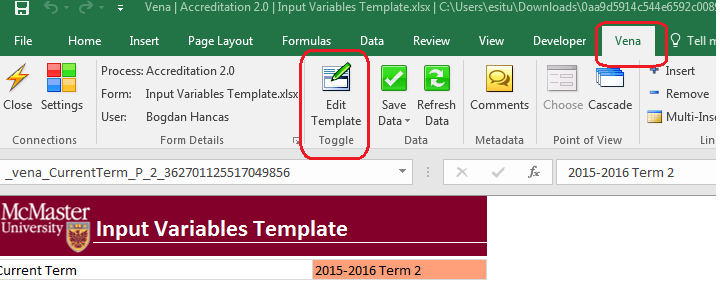 Vena | Accreditation 2.0 | Input Variables Template.xlsx | C:\Users\esitu\Downloads\0aa9d5914c544e6592c0089
File Home Insert Page Layout Formulas Data Review View Developer Vena Tell m
Close Settings
Process: Accreditation 2.0
Form: Input Variables Template.xlsx
User: Bogdan Hancas
Edit Template
Save Data Refresh Data
Comments
Choose Cascade
Insert
Remove
Multi-Inse
Connections Form Details Toggle Data Metadata Point of View Lin
_vena_CurrentTerm_P_2_362701125517049856 fx 2015-2016 Term 2
McMaster
University
Input Variables Template
Current Term 2015-2016 Term 2